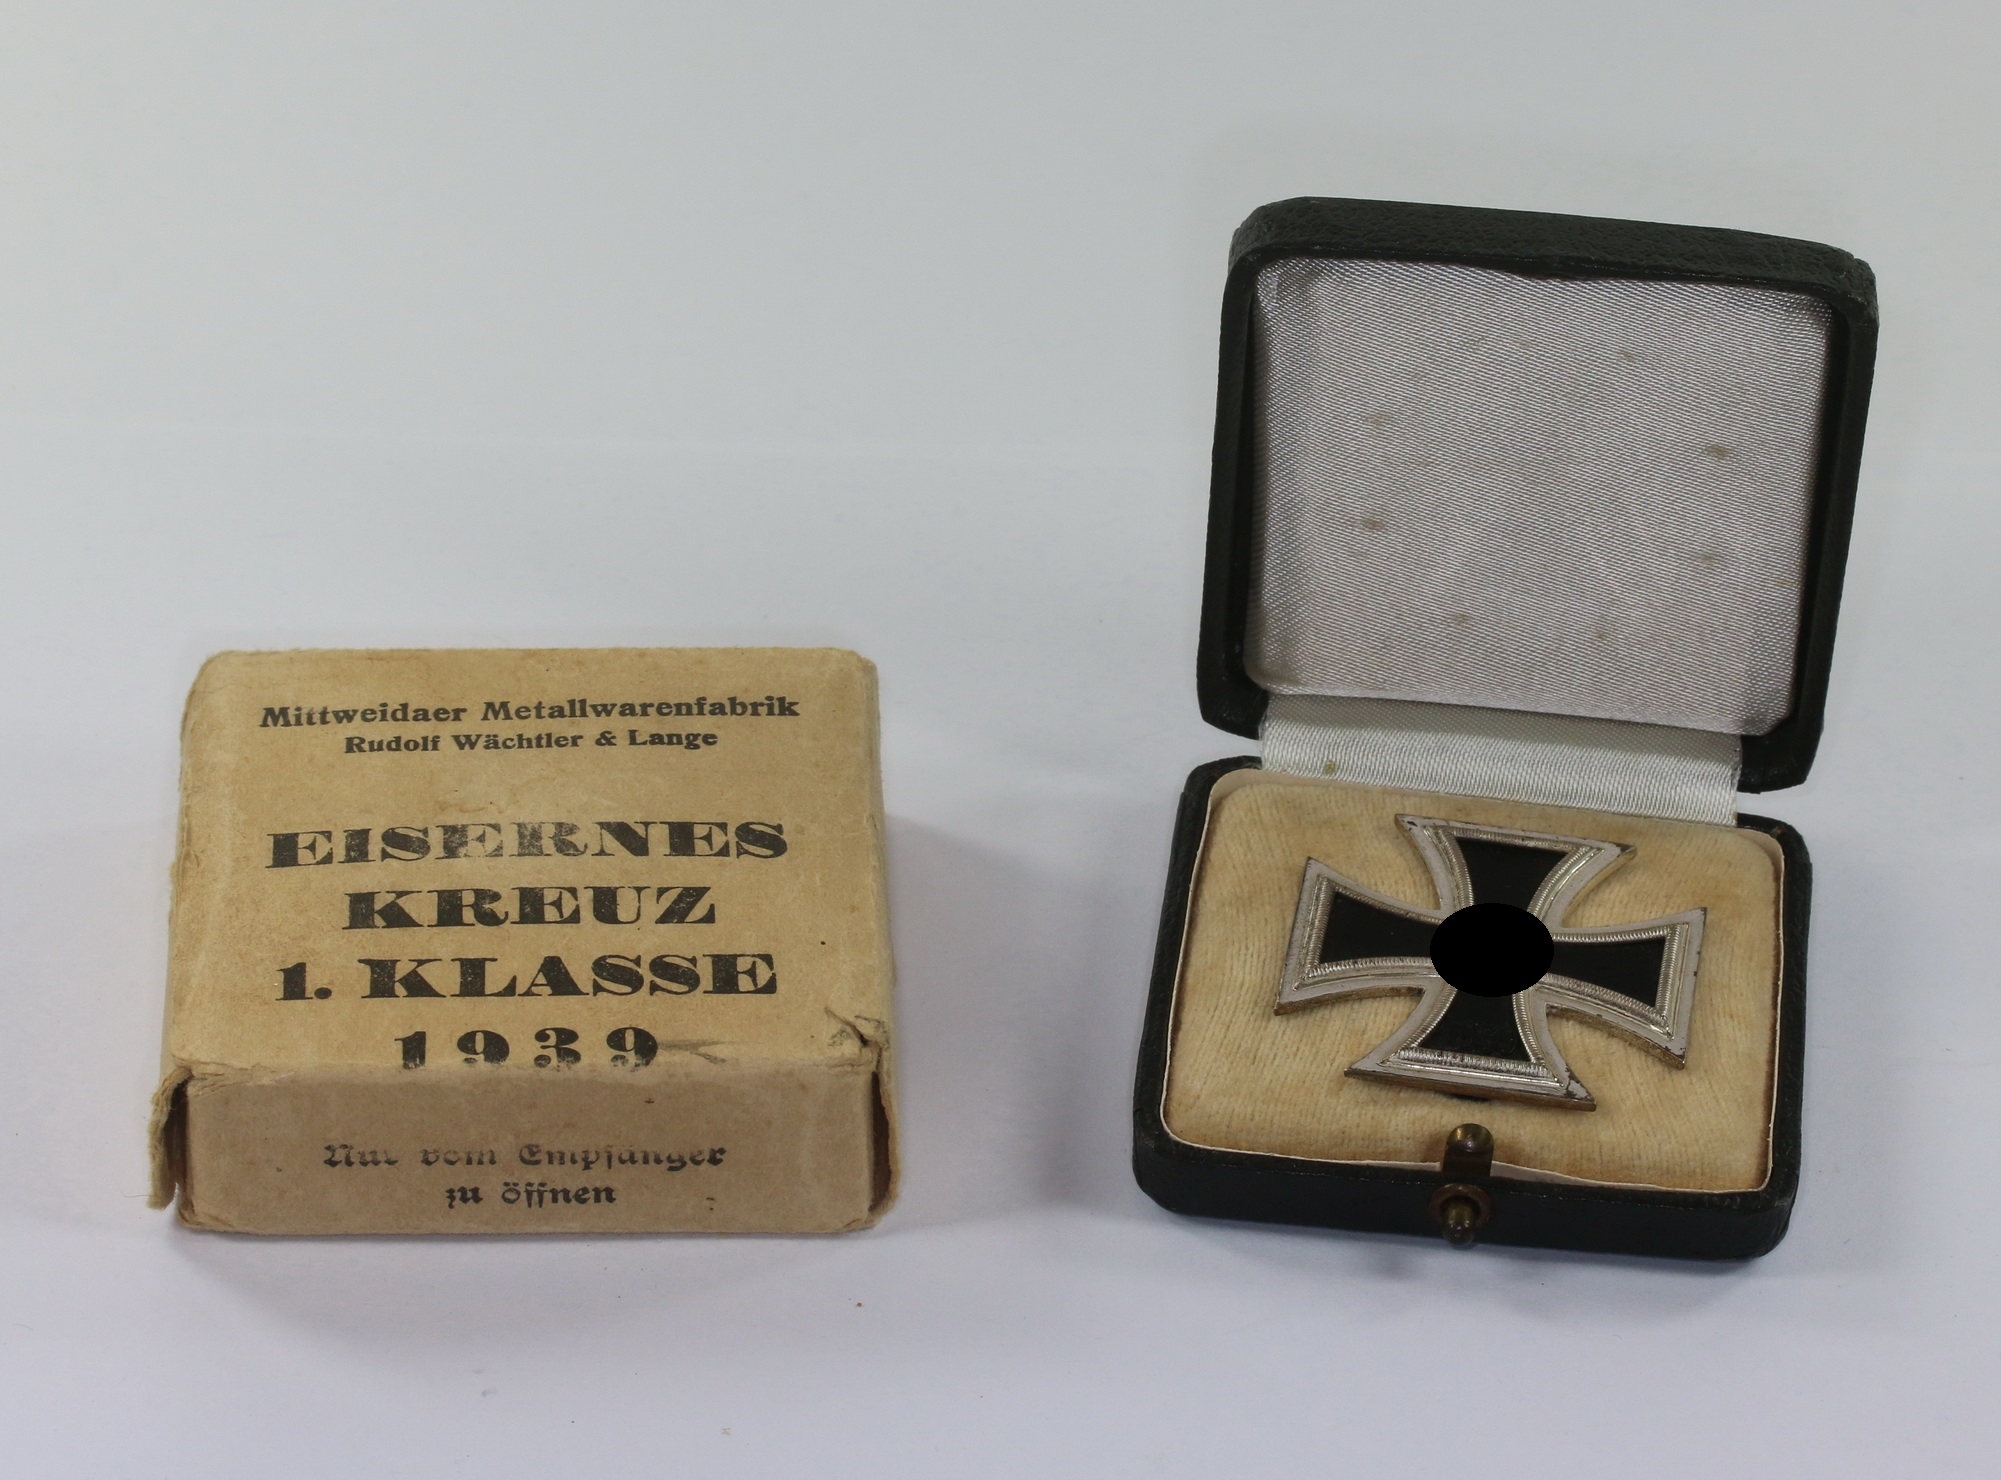 Mittweidaer Metallwarenfabrik
Rudolf Wächtler & Lange
EISERNES
KREUZ
1. KLASSE
1939
Nur vom Empfänger
zu öffnen